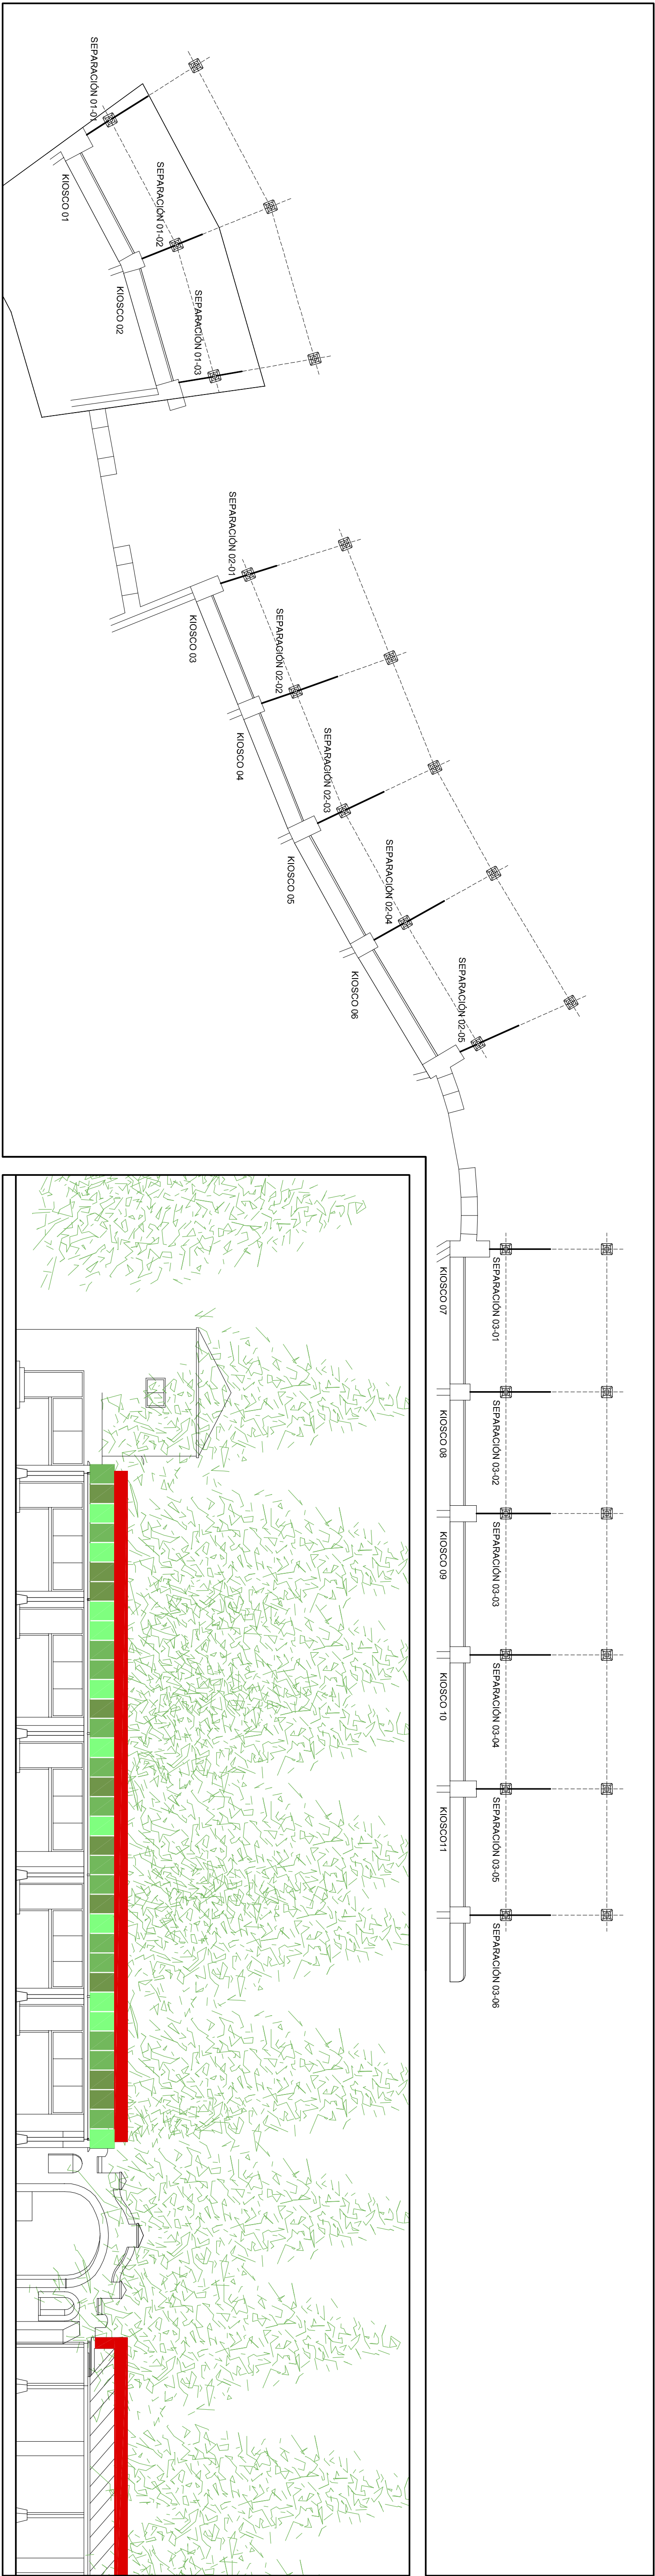 SEPARACIÓN 01-01
KIOSCO 01
SEPARACIÓN 01-02
KIOSCO 02
SEPARACIÓN 01-03
SEPARACIÓN 02-01
KIOSCO 03
SEPARACIÓN 02-02
KIOSCO 04
SEPARACIÓN 02-03
KIOSCO 05
SEPARACIÓN 02-04
KIOSCO 06
SEPARACIÓN 02-05
KIOSCO 07
SEPARACIÓN 03-01
KIOSCO 08
SEPARACIÓN 03-02
KIOSCO 09
SEPARACIÓN 03-03
KIOSCO 10
SEPARACIÓN 03-04
KIOSCO11
SEPARACIÓN 03-05
SEPARACIÓN 03-06